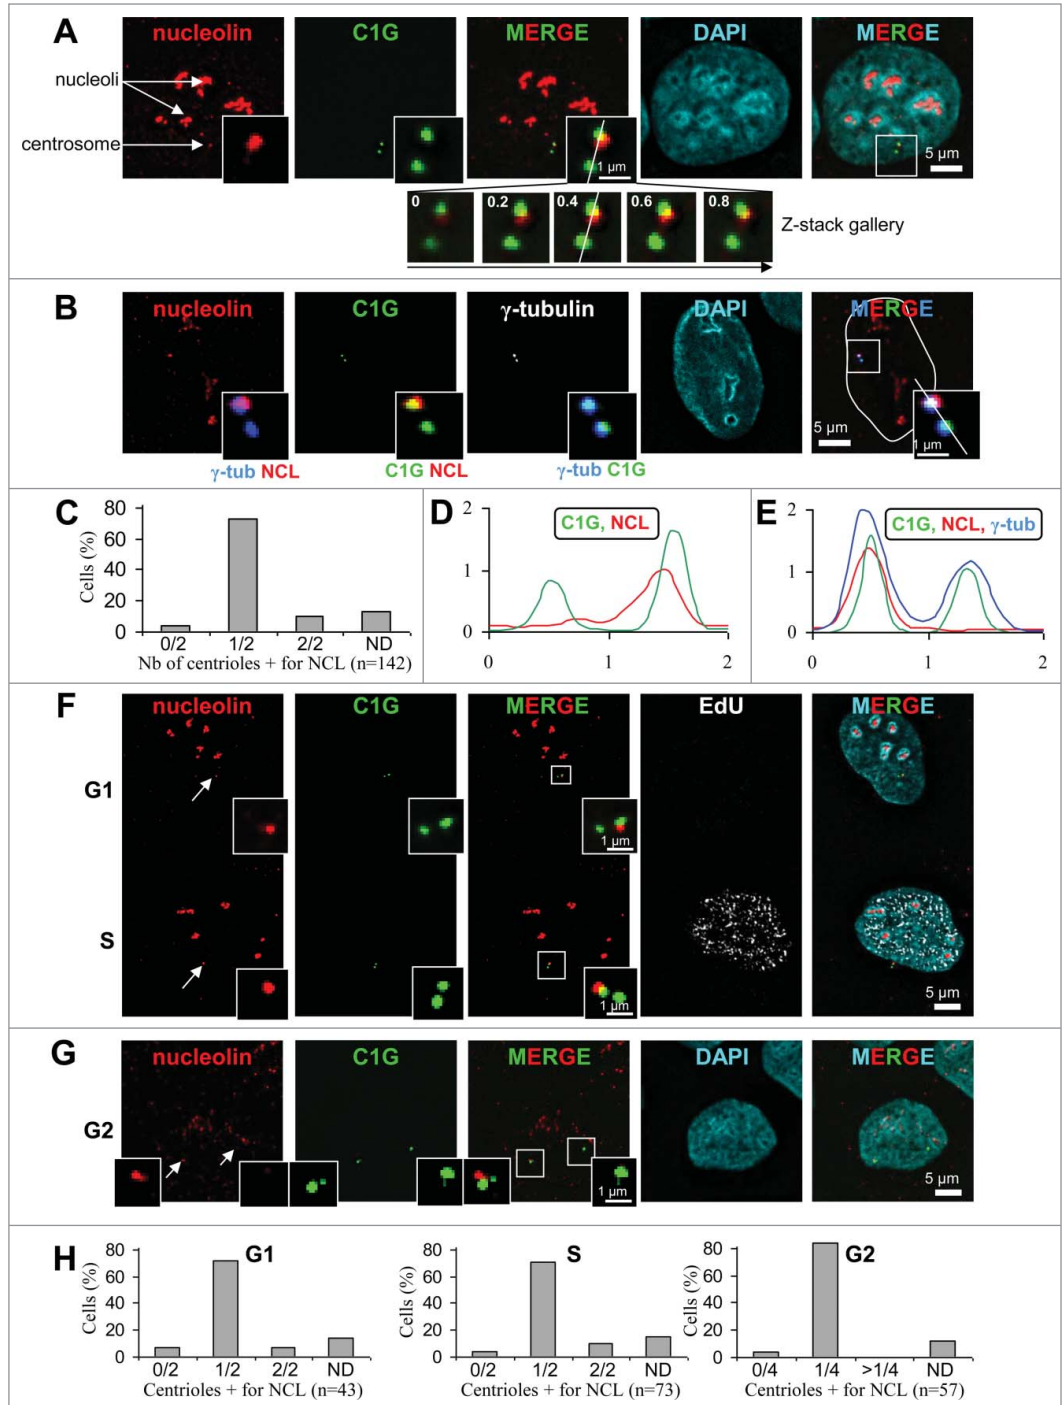 A
nucleolin C1G MERGE DAPI MERGE
nucleoli
centrosome
1 µm
5 µm
0 0.2 0.4 0.6 0.8
Z-stack gallery
B
nucleolin C1G γ-tubulin DAPI MERGE
5 µm
1 µm
γ-tub NCL C1G NCL γ-tub C1G
C
80
60
40
20
0
Cells (%)
0/2 1/2 2/2 ND
Nb of centrioles + for NCL (n=142)
D
C1G, NCL
2
1
0
0 1 2
E
C1G, NCL, γ-tub
2
1
0
0 1 2
F
nucleolin C1G MERGE EdU MERGE
G1
1 µm
S
1 µm
5 µm
G
nucleolin C1G MERGE DAPI MERGE
G2
1 µm
5 µm
H
G1
80
60
40
20
0
Cells (%)
0/2 1/2 2/2 ND
Centrioles + for NCL (n=43)
S
80
60
40
20
0
Cells (%)
0/2 1/2 2/2 ND
Centrioles + for NCL (n=73)
G2
80
60
40
20
0
Cells (%)
0/4 1/4 >1/4 ND
Centrioles + for NCL (n=57)